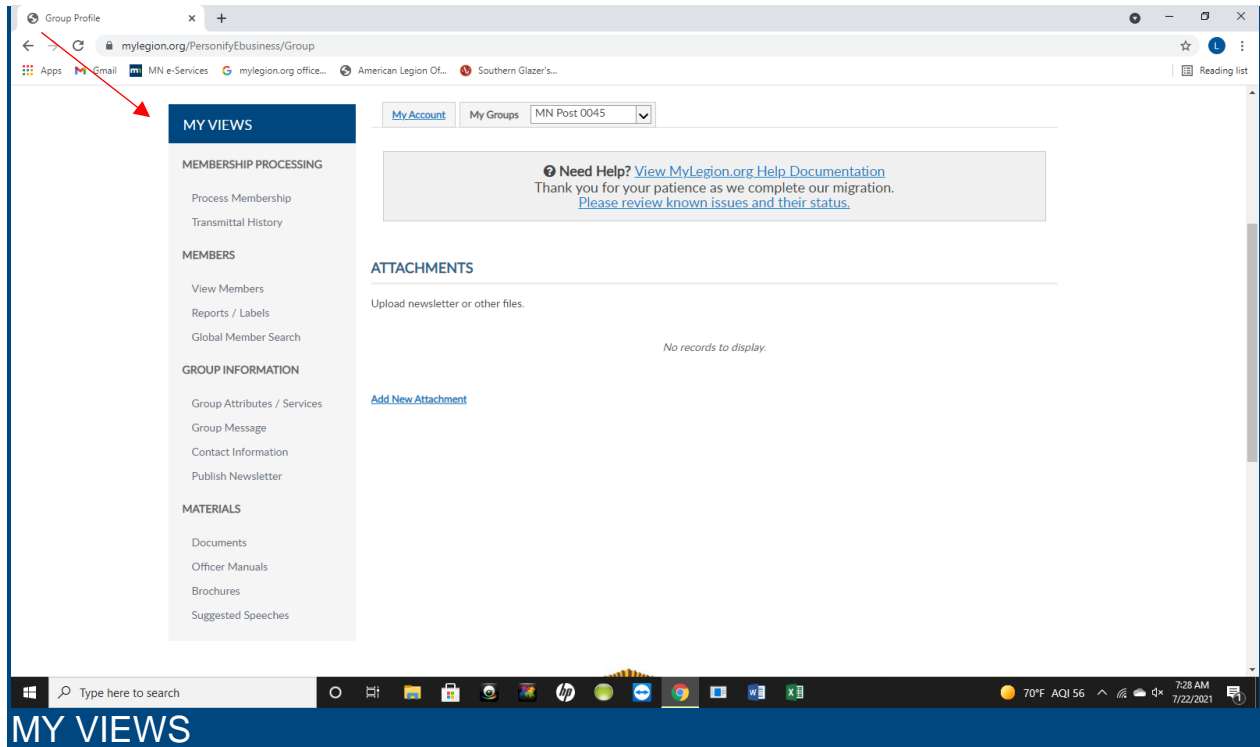 Group Profile
mylegion.org/PersonifyEbusiness/Group
L
Apps M Gmail MN e-Services G mylegion.org office... American Legion Of... Southern Glazer's... Reading list
MY VIEWS
MEMBERSHIP PROCESSING
Process Membership
Transmittal History
MEMBERS
View Members
Reports / Labels
Global Member Search
GROUP INFORMATION
Group Attributes / Services
Group Message
Contact Information
Publish Newsletter
MATERIALS
Documents
Officer Manuals
Brochures
Suggested Speeches
My Account My Groups MN Post 0045
Need Help? View MyLegion.org Help Documentation
Thank you for your patience as we complete our migration.
Please review known issues and their status.
ATTACHMENTS
Upload newsletter or other files.
No records to display.
Add New Attachment
Type here to search
hp
70°F AQI 56
7:28 AM
7/22/2021
1
MY VIEWS